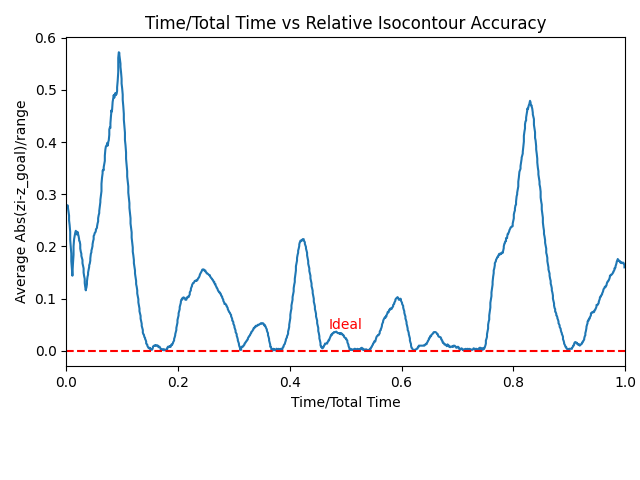 Time/Total Time vs Relative Isocontour Accuracy
Average Abs(zi-z_goal)/range
0.6
0.5
0.4
0.3
0.2
0.1
0.0
Ideal
0.0 0.2 0.4 0.6 0.8 1.0
Time/Total Time